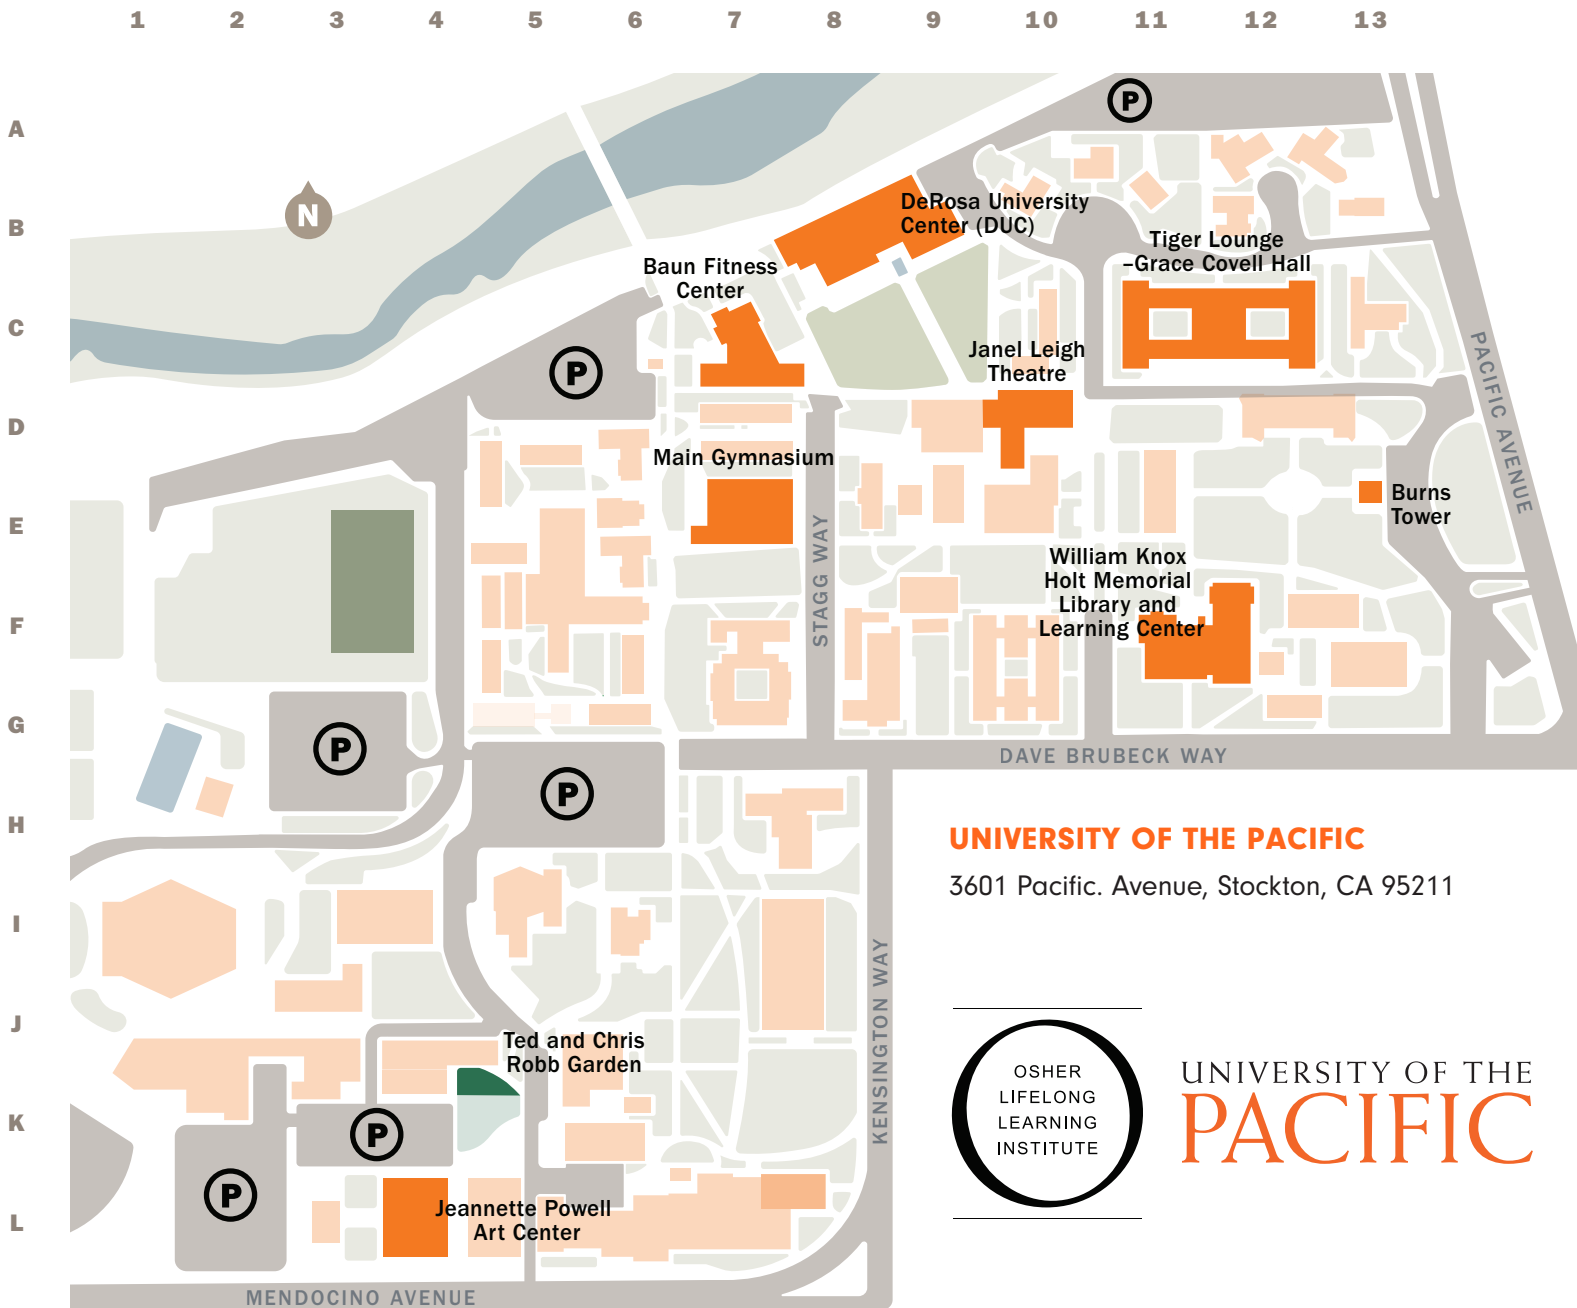 1 2 3 4 5 6 7 8 9 10 11 12 13
A
P
N
B
DeRosa University
Center (DUC)
Tiger Lounge
–Grace Covell Hall
Baun Fitness
Center
C
P
Janel Leigh
Theatre
PACIFIC AVENUE
D
Main Gymnasium
E
Burns
Tower
STAGG WAY
William Knox
Holt Memorial
Library and
Learning Center
F
G
P
DAVE BRUBECK WAY
P
H
UNIVERSITY OF THE PACIFIC
3601 Pacific. Avenue, Stockton, CA 95211
I
KENSINGTON WAY
J
Ted and Chris
Robb Garden
OSHER
LIFELONG
LEARNING
INSTITUTE
UNIVERSITY OF THE
PACIFIC
K
P
P
L
Jeannette Powell
Art Center
MENDOCINO AVENUE